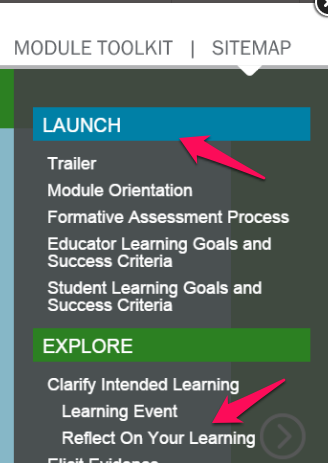 MODULE TOOLKIT | SITEMAP
LAUNCH
Trailer
Module Orientation
Formative Assessment Process
Educator Learning Goals and
Success Criteria
Student Learning Goals and
Success Criteria
EXPLORE
Clarify Intended Learning
Learning Event
Reflect On Your Learning
Elicit Evidence